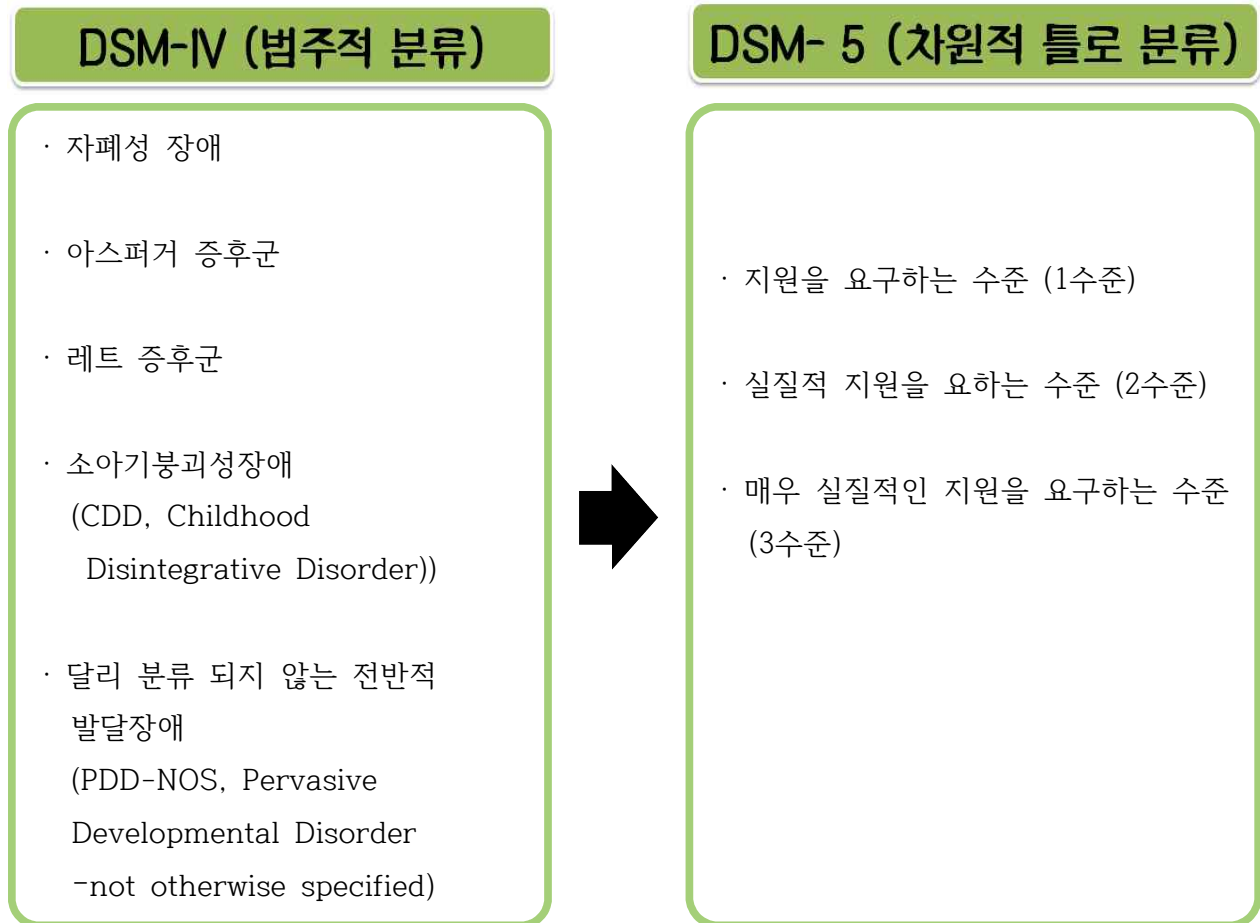 DSM-IV (범주적 분류)
· 자폐성 장애
· 아스퍼거 증후군
· 레트 증후군
· 소아기붕괴성장애
(CDD, Childhood
Disintegrative Disorder))
· 달리 분류 되지 않는 전반적
발달장애
(PDD-NOS, Pervasive
Developmental Disorder
-not otherwise specified)
DSM- 5 (차원적 틀로 분류)
· 지원을 요구하는 수준 (1수준)
· 실질적 지원을 요하는 수준 (2수준)
· 매우 실질적인 지원을 요구하는 수준
(3수준)